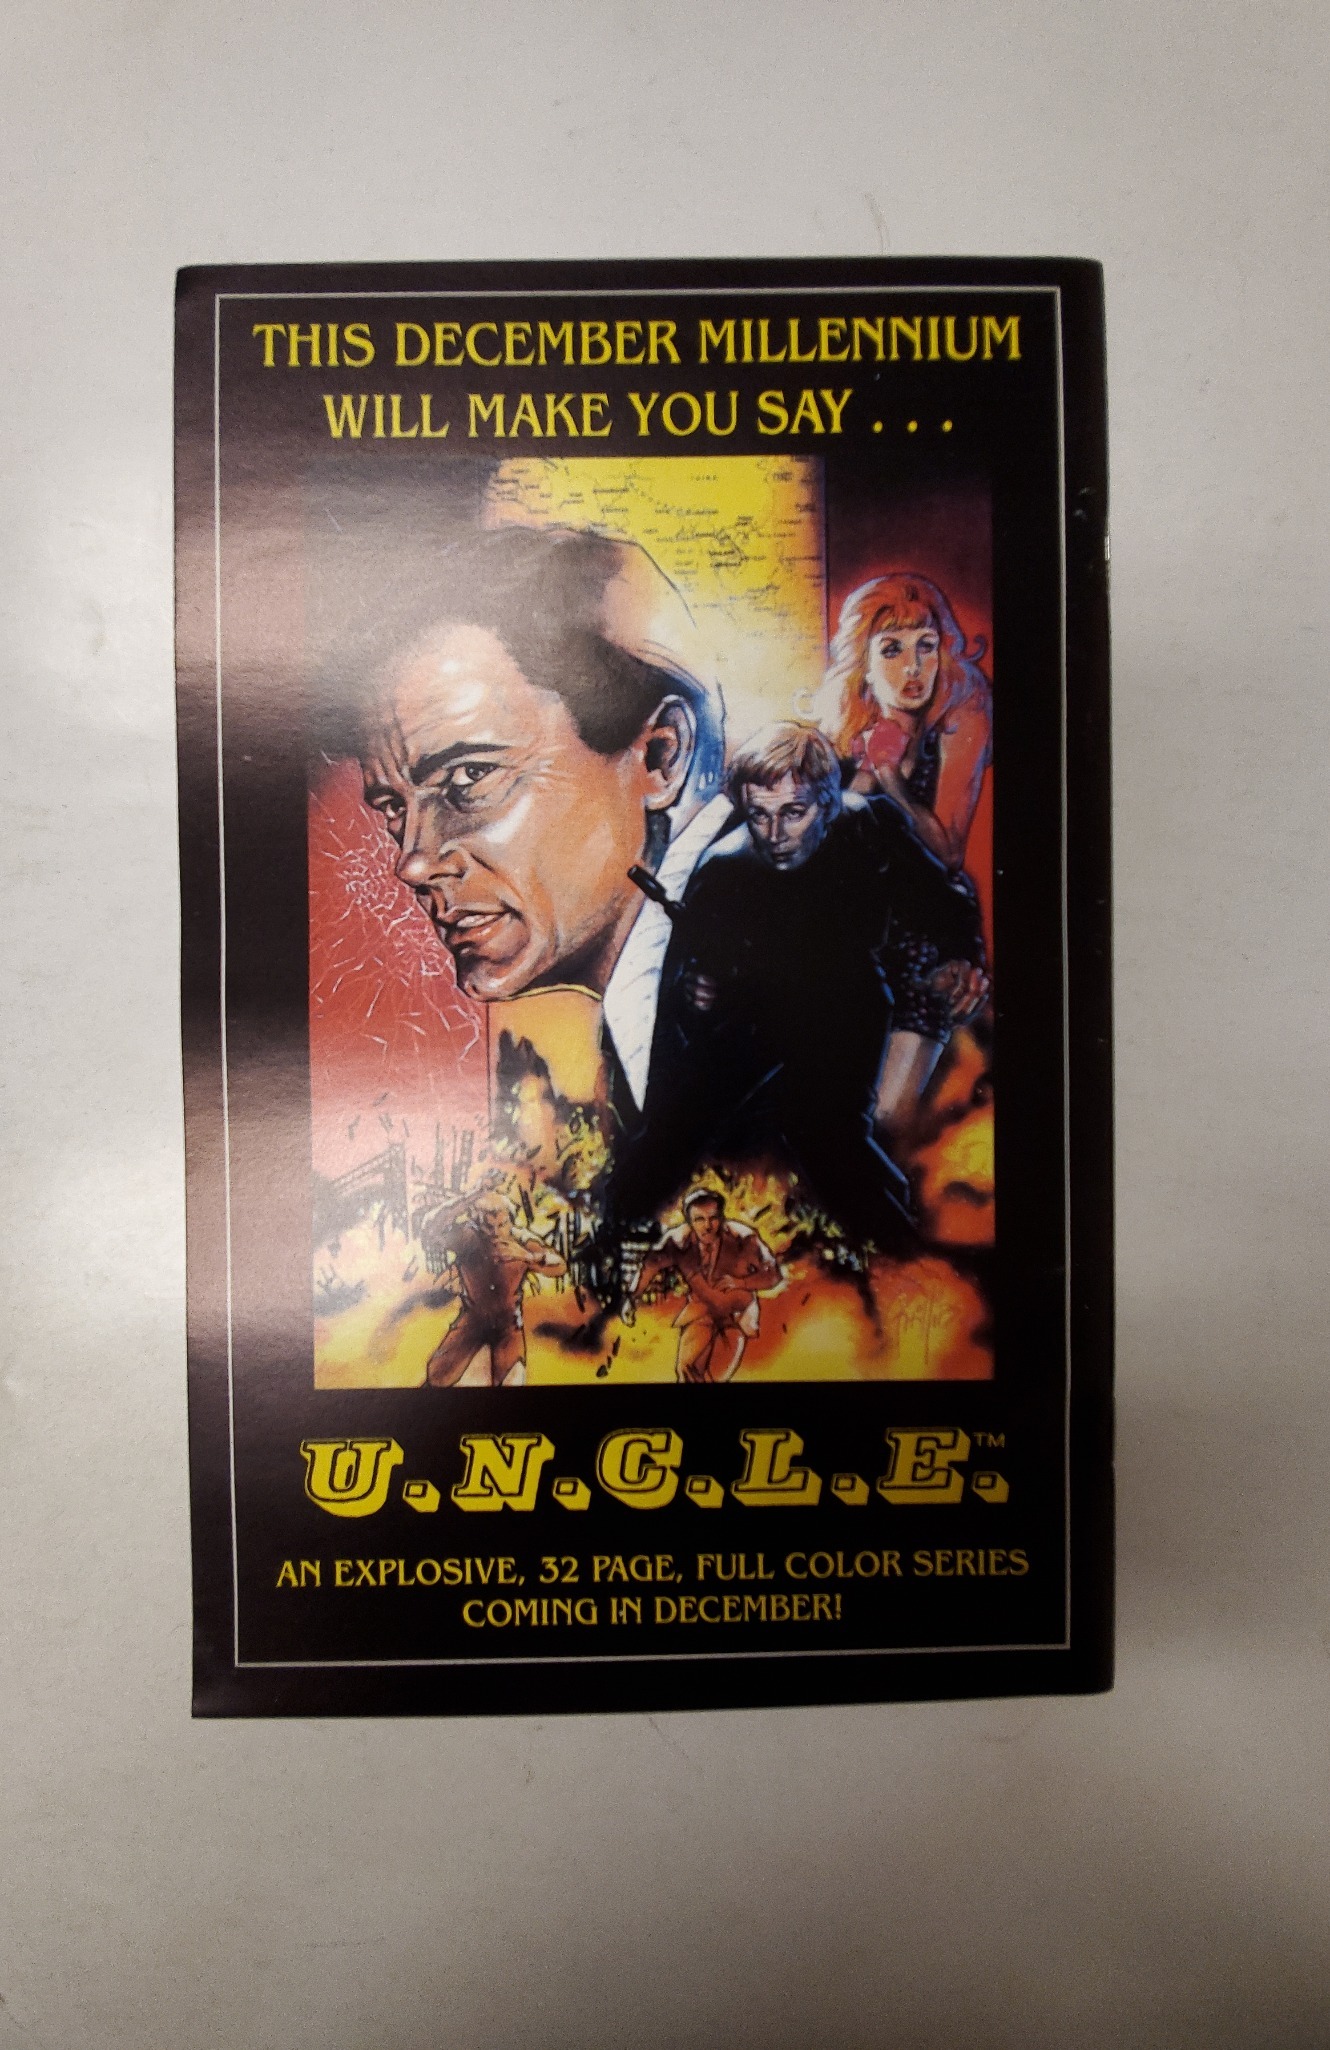 THIS DECEMBER MILLENNIUM
WILL MAKE YOU SAY . . .
U.N.C.L.E.™
AN EXPLOSIVE, 32 PAGE, FULL COLOR SERIES
COMING IN DECEMBER!